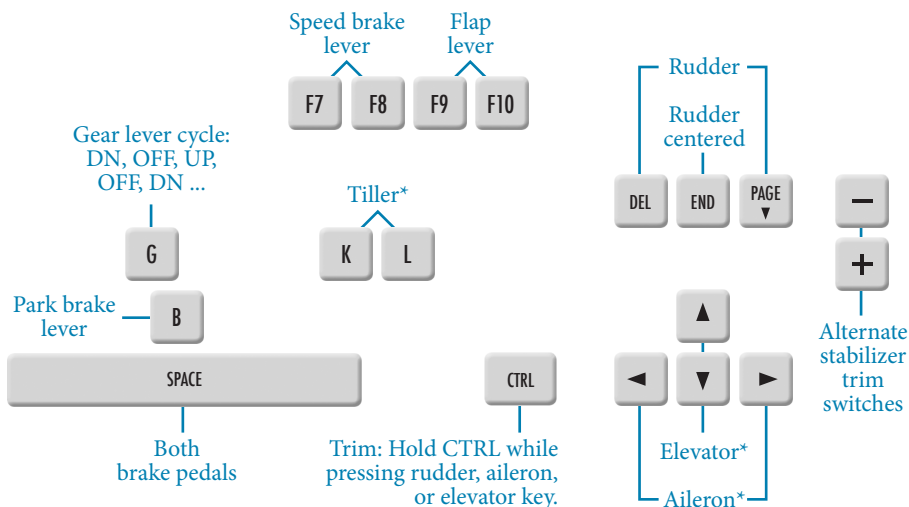 Speed brake
lever
Flap
lever
F7
F8
F9
F10
Rudder
Rudder
centered
DEL
END
PAGE
Gear lever cycle:
DN, OFF, UP,
OFF, DN ...
G
Tiller*
K
L
Park brake
lever
B
SPACE
Both
brake pedals
CTRL
Trim: Hold CTRL while
pressing rudder, aileron,
or elevator key.
Elevator*
Aileron*
−
+
Alternate
stabilizer
trim
switches